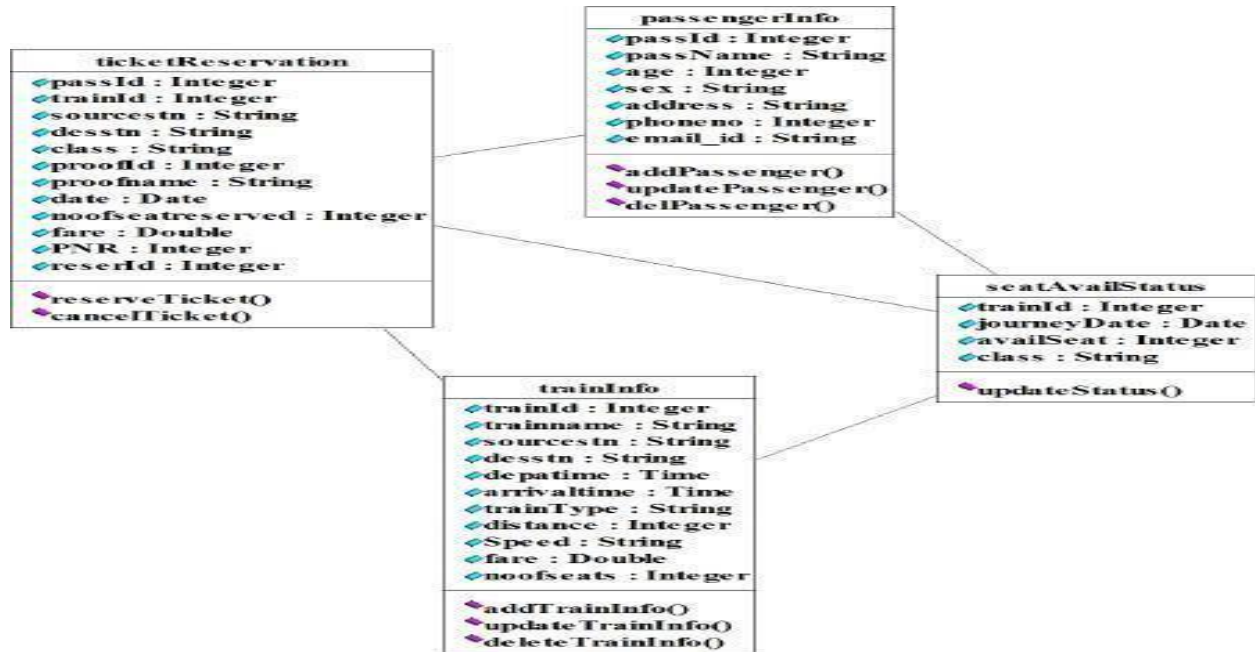 ticketReservation
passId : Integer
trainId : Integer
sourcestn : String
desstn : String
class : String
proofId : Integer
proofname : String
date : Date
noofseatreserved : Integer
fare : Double
PNR : Integer
reserId : Integer
reserveTicket()
cancelTicket()
passengerInfo
passId : Integer
passName : String
age : Integer
sex : String
address : String
phoneno : Integer
email_id : String
addPassenger()
updatePassenger()
delPassenger()
seatAvailStatus
trainId : Integer
journeyDate : Date
availSeat : Integer
class : String
updateStatus()
trainInfo
trainId : Integer
trainname : String
sourcestn : String
desstn : String
depatime : Time
arrivaltime : Time
trainType : String
distance : Integer
Speed : String
fare : Double
noofseats : Integer
addTrainInfo()
updateTrainInfo()
deleteTrainInfo()